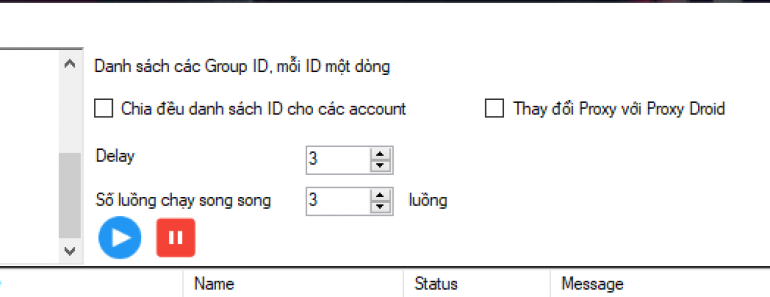 Danh sách các Group ID, mỗi ID một dòng
Chia đều danh sách ID cho các account
Thay đổi Proxy với Proxy Droid
Delay
3
Số luồng chạy song song
3
luồng
Name
Status
Message